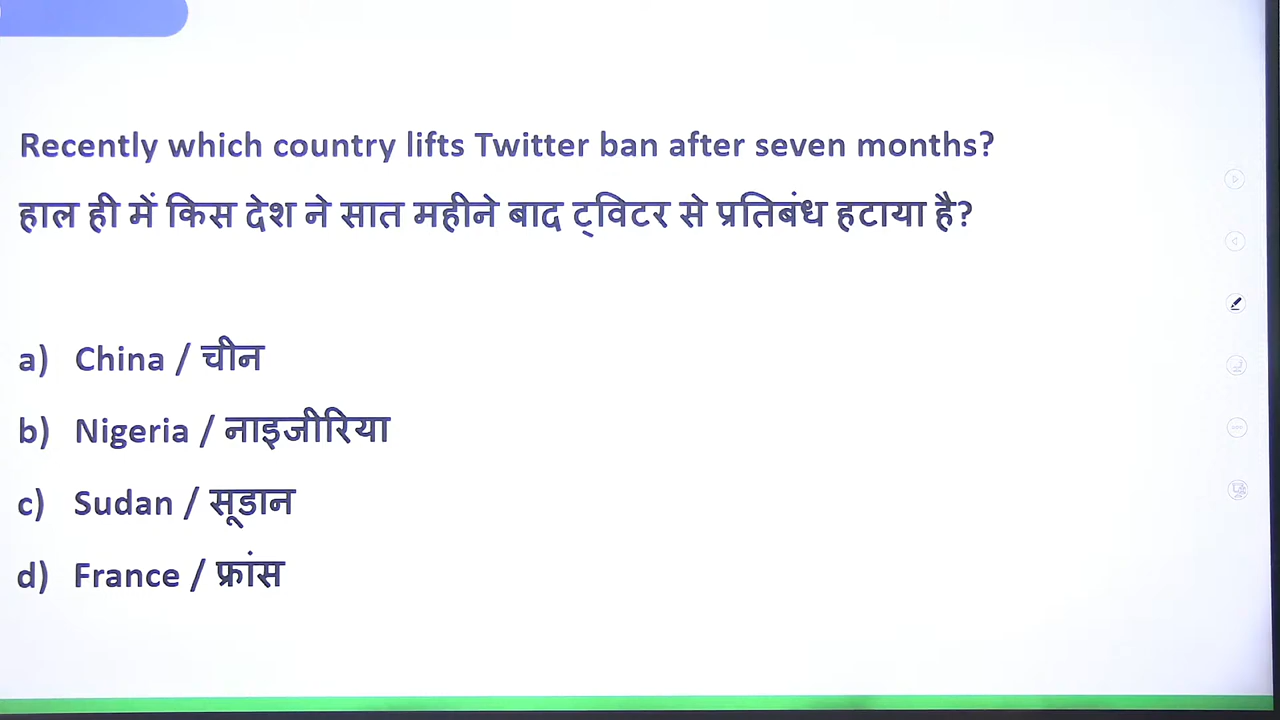 Recently which country lifts Twitter ban after seven months?
हाल ही में किस देश ने सात महीने बाद ट्विटर से प्रतिबंध हटाया है?
a) China / चीन
b) Nigeria / नाइजीरिया
c) Sudan / सूडान
d) France / फ्रांस